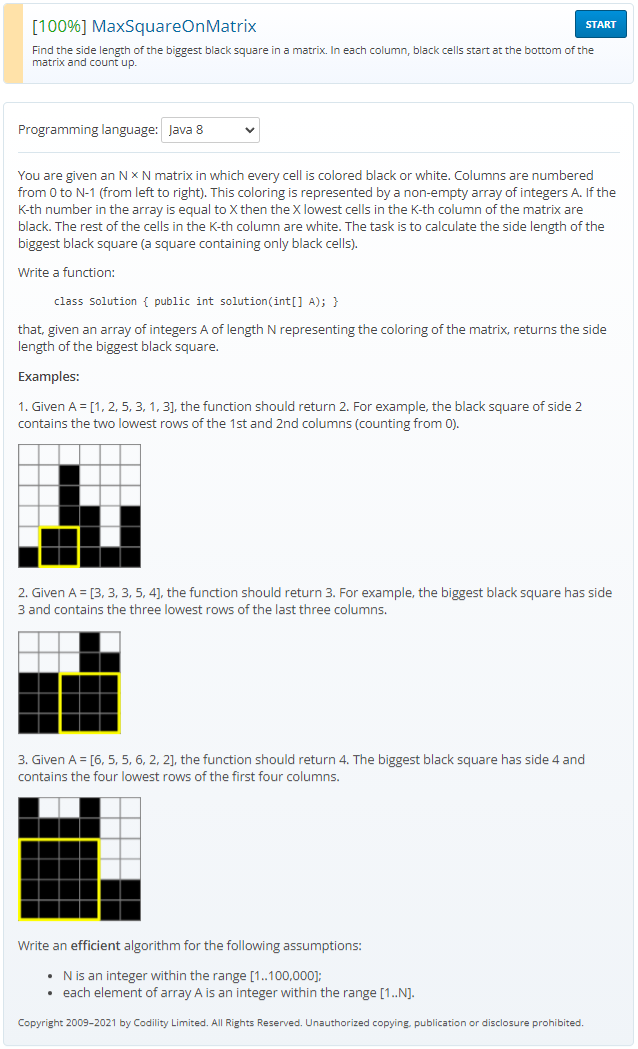 [100%] MaxSquareOnMatrix
START
Find the side length of the biggest black square in a matrix. In each column, black cells start at the bottom of the
matrix and count up.
Programming language: Java 8
You are given an N × N matrix in which every cell is colored black or white. Columns are numbered
from 0 to N-1 (from left to right). This coloring is represented by a non-empty array of integers A. If the
K-th number in the array is equal to X then the X lowest cells in the K-th column of the matrix are
black. The rest of the cells in the K-th column are white. The task is to calculate the side length of the
biggest black square (a square containing only black cells).
Write a function:
class Solution { public int solution(int[] A); }
that, given an array of integers A of length N representing the coloring of the matrix, returns the side
length of the biggest black square.
Examples:
1. Given A = [1, 2, 5, 3, 1, 3], the function should return 2. For example, the black square of side 2
contains the two lowest rows of the 1st and 2nd columns (counting from 0).
2. Given A = [3, 3, 3, 5, 4], the function should return 3. For example, the biggest black square has side
3 and contains the three lowest rows of the last three columns.
3. Given A = [6, 5, 5, 6, 2, 2], the function should return 4. The biggest black square has side 4 and
contains the four lowest rows of the first four columns.
Write an efficient algorithm for the following assumptions:
• N is an integer within the range [1..100,000];
• each element of array A is an integer within the range [1..N].
Copyright 2009–2021 by Codility Limited. All Rights Reserved. Unauthorized copying, publication or disclosure prohibited.